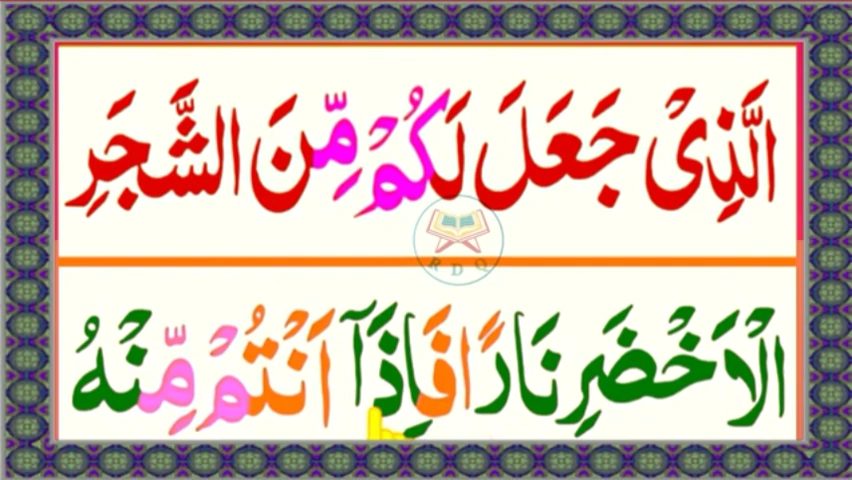 الَّذِىْ جَعَلَ لَكُمْ مِّنَ الشَّجَرِ
RDQ
الْاَخْضَرِ نَارًا فَاِذَآ اَنْتُمْ مِّنْهُ